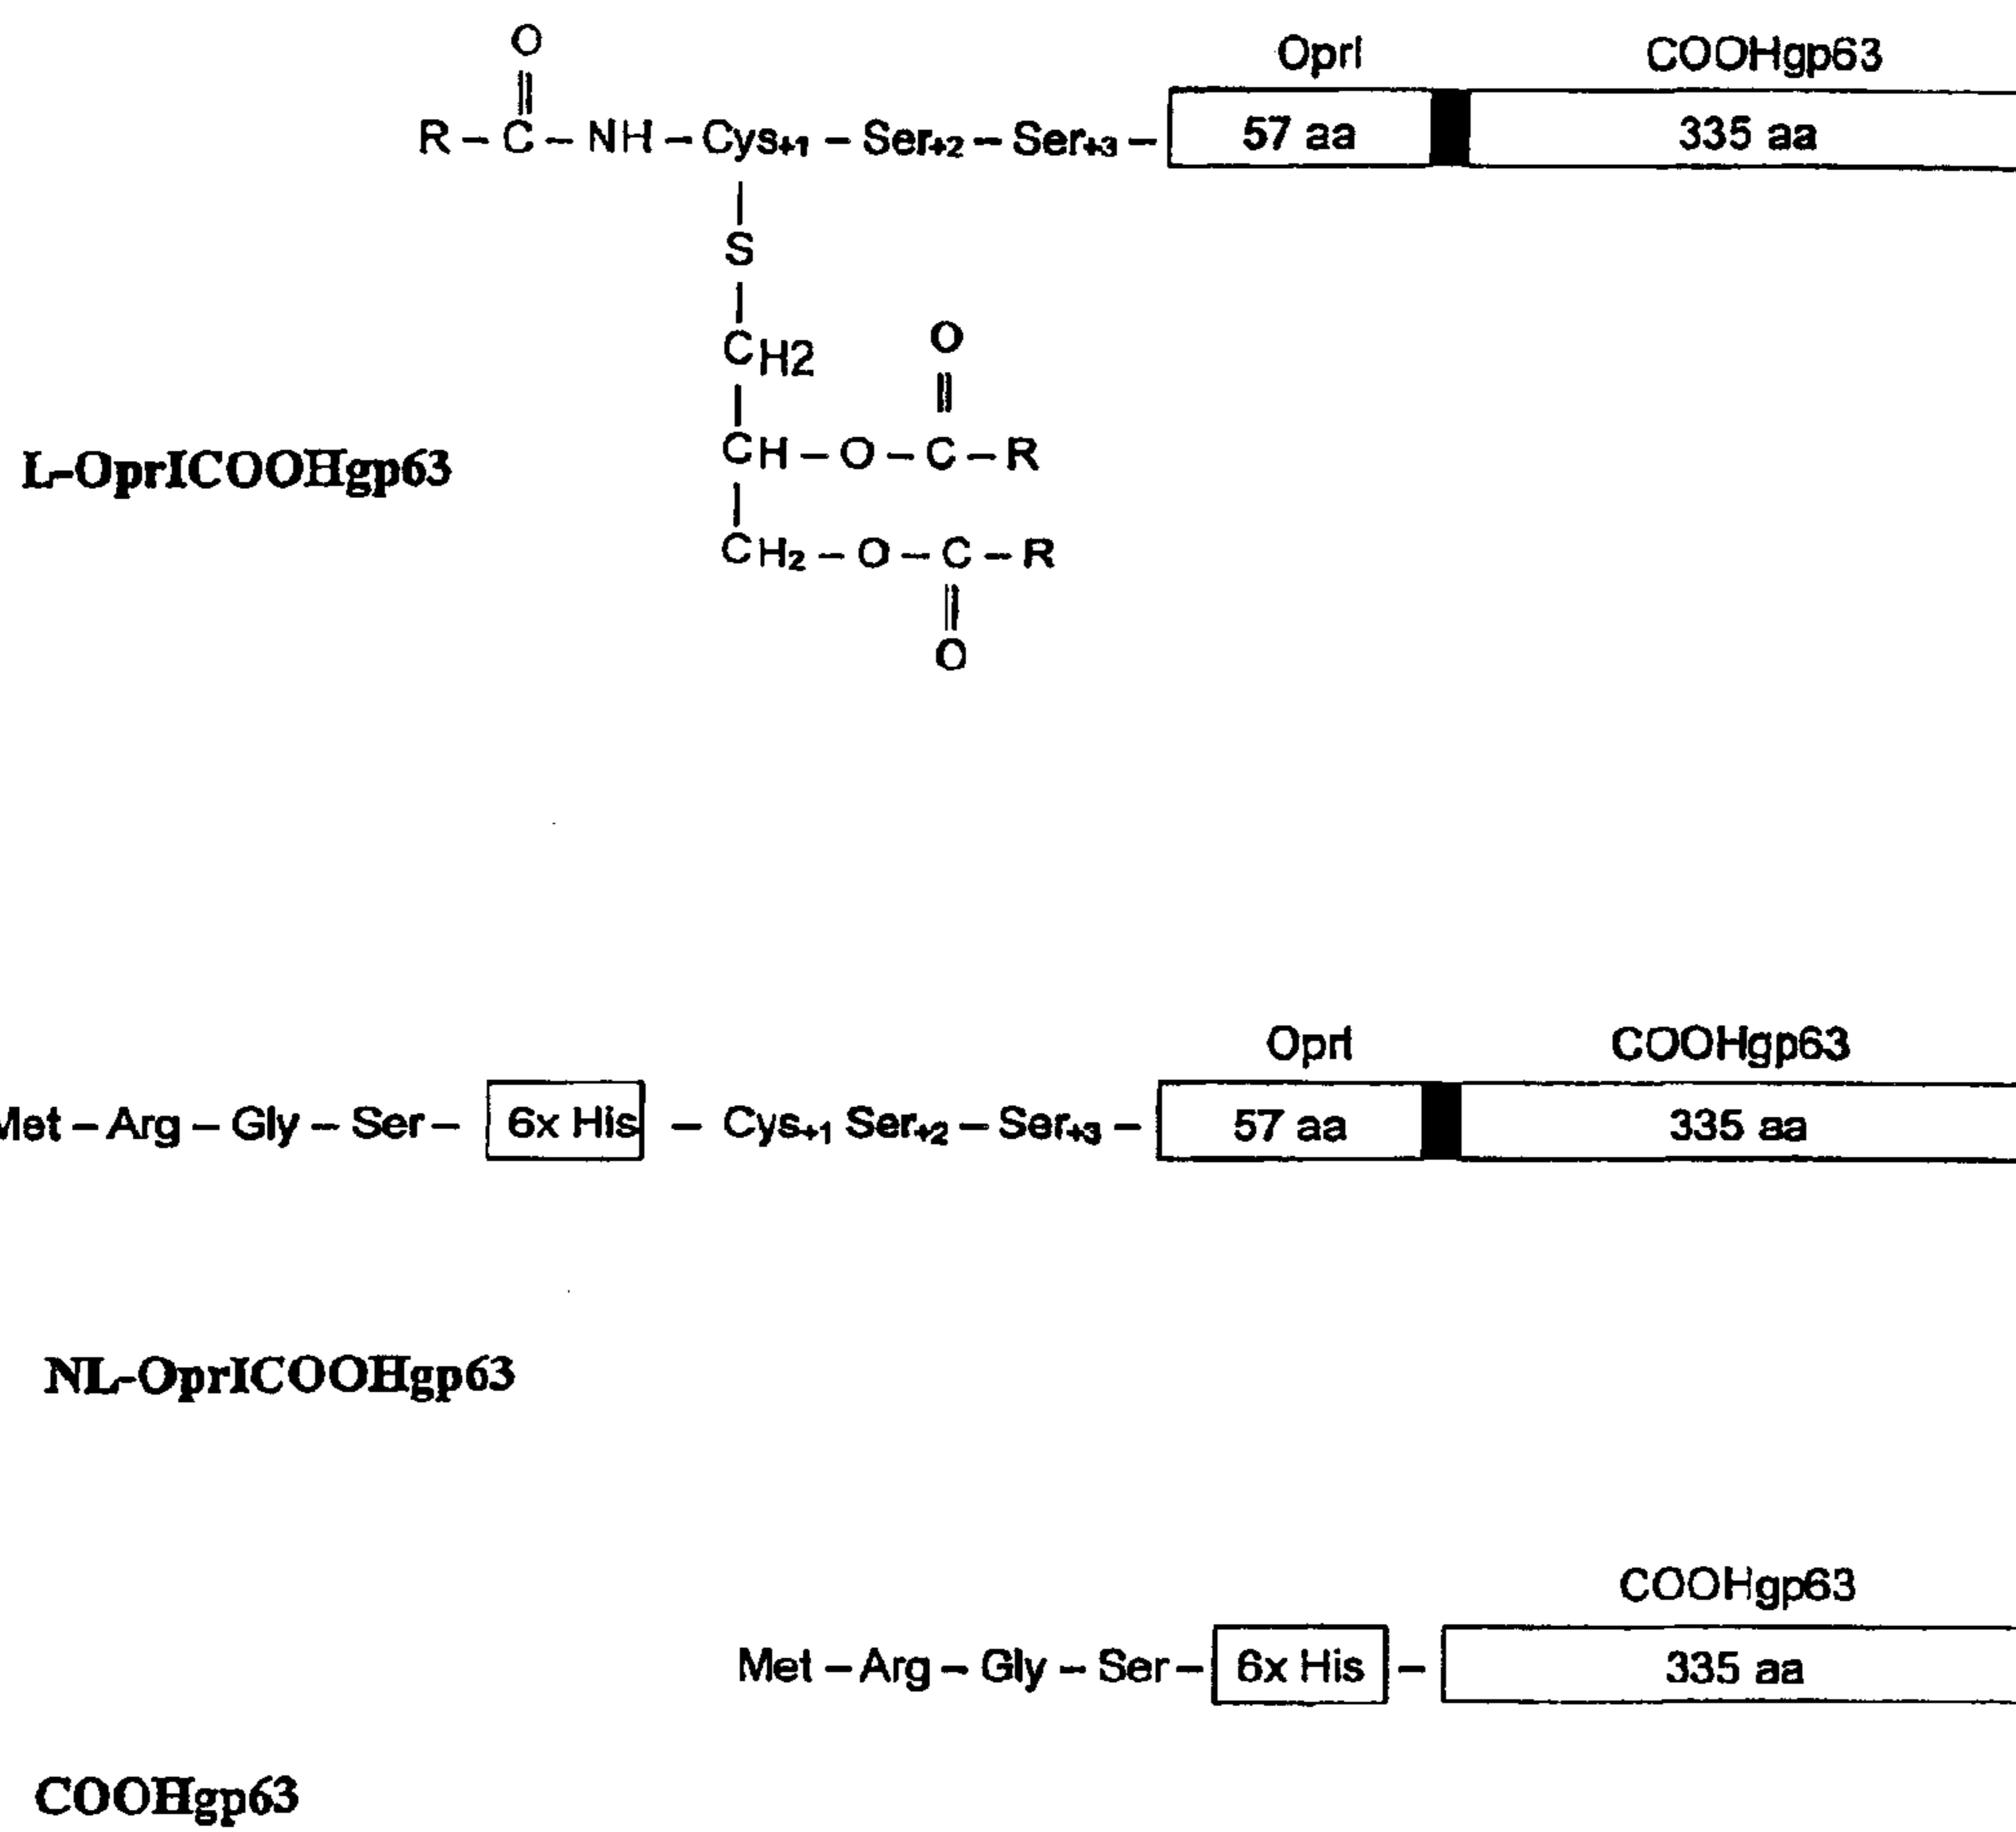 O
OprI COOHgp63
R – C – NH – Cys+1 – Ser+2 – Ser+3 – 57 aa 335 aa
S
CH2 O
CH – O – C – R
L-OprICOOHgp63
CH2 – O – C – R
O
OprI COOHgp63
Met – Arg – Gly – Ser – 6x His – Cys+1 Ser+2 – Ser+3 – 57 aa 335 aa
NL-OprICOOHgp63
COOHgp63
Met – Arg – Gly – Ser – 6x His – 335 aa
COOHgp63